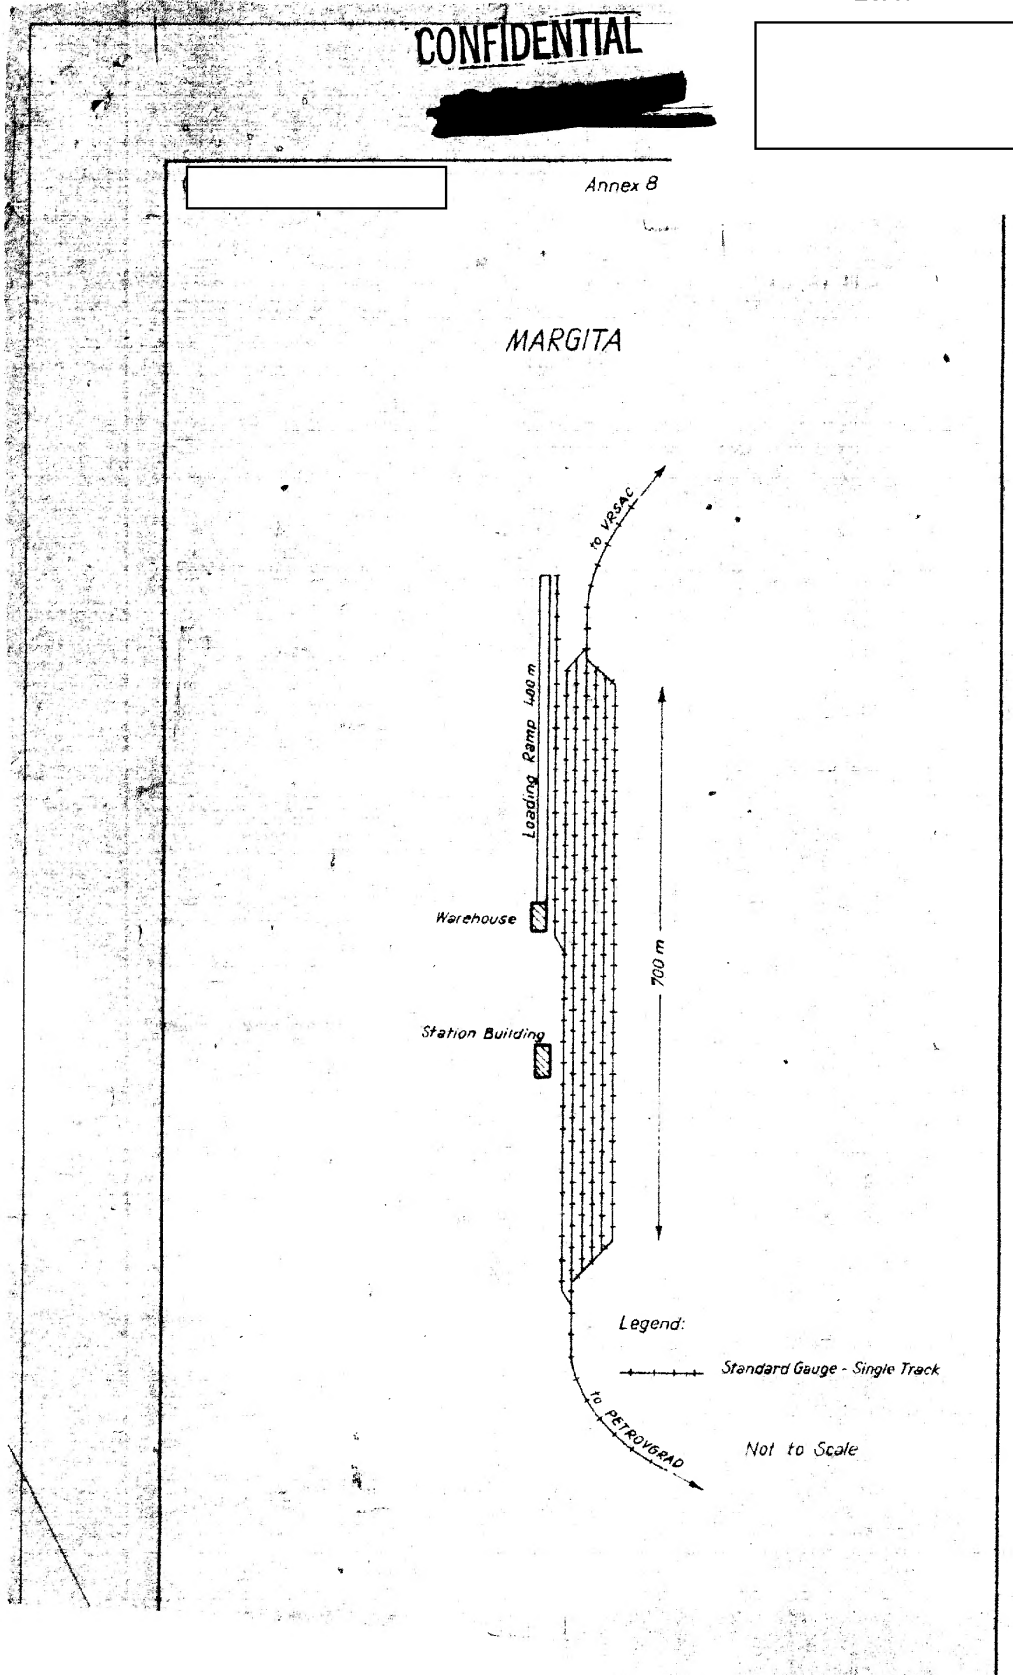 CONFIDENTIAL
Annex 8
MARGITA
to VRSAC
Loading Ramp 400 m
Warehouse
700 m
Station Building
Legend:
Standard Gauge - Single Track
to PETROVGRAD
Not to Scale